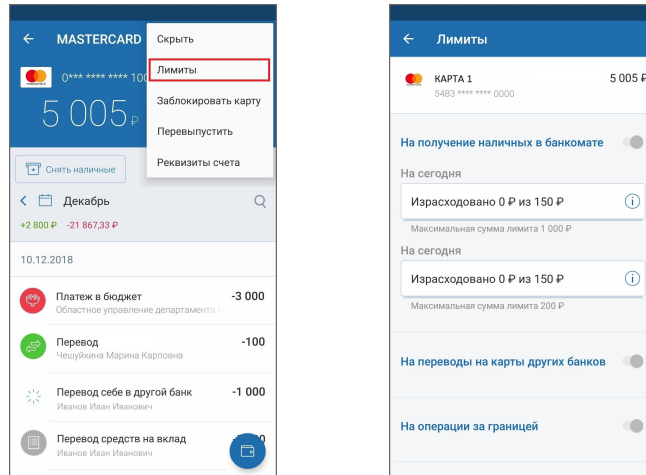 MASTERCARD
Скрыть
0*** **** **** 100
Лимиты
5 005 ₽
Заблокировать карту
Перевыпустить
Реквизиты счета
Снять наличные
Декабрь
+2 800 ₽ -21 867,33 ₽
10.12.2018
Платеж в бюджет -3 000
Областное управление департамента
Перевод -100
Чешуйкина Марина Карповна
Перевод себе в другой банк -1 000
Иванов Иван Иванович
Перевод средств на вклад
Иванов Иван Иванович
Лимиты
КАРТА 1 5 005 ₽
5483 **** **** 0000
На получение наличных в банкомате
На сегодня
Израсходовано 0 ₽ из 150 ₽
Максимальная сумма лимита 1 000 ₽
На сегодня
Израсходовано 0 ₽ из 150 ₽
Максимальная сумма лимита 200 ₽
На переводы на карты других банков
На операции за границей